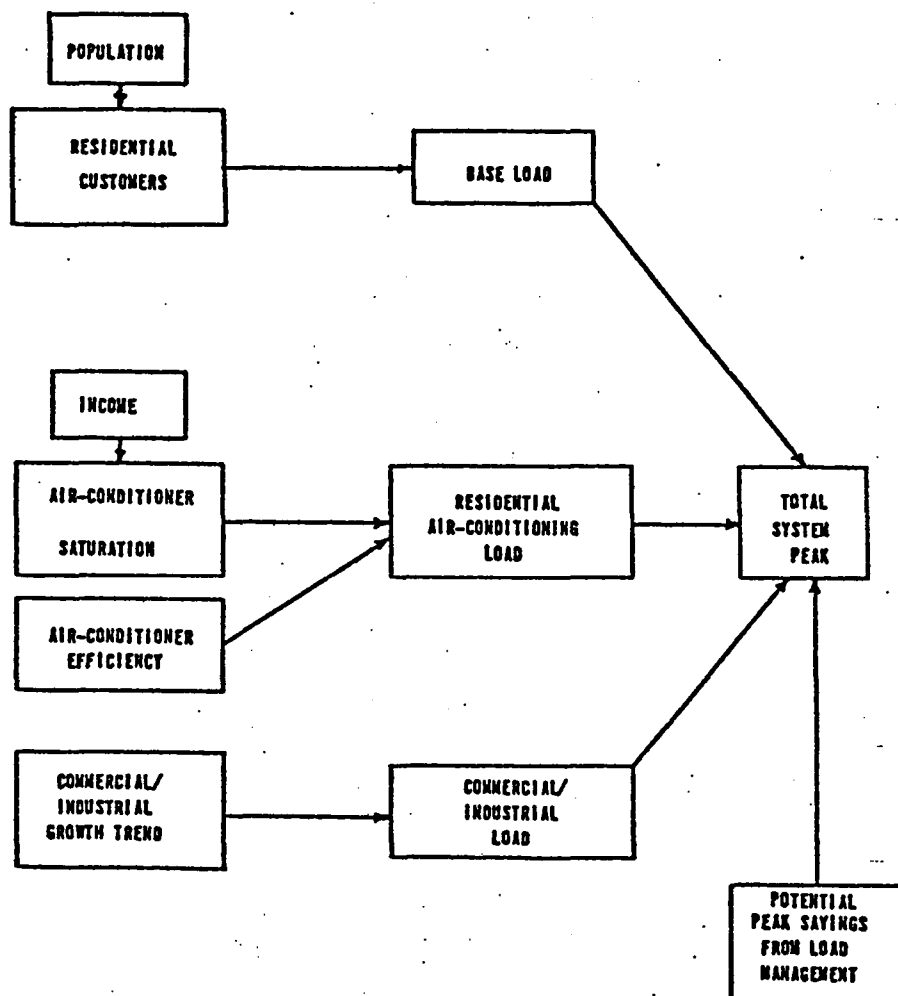 POPULATION
RESIDENTIAL
CUSTOMERS
BASE LOAD
INCOME
AIR-CONDITIONER
SATURATION
RESIDENTIAL
AIR-CONDITIONING
LOAD
TOTAL
SYSTEM
PEAK
AIR-CONDITIONER
EFFICIENCY
COMMERCIAL/
INDUSTRIAL
GROWTH TREND
COMMERCIAL/
INDUSTRIAL
LOAD
POTENTIAL
PEAK SAVINGS
FROM LOAD
MANAGEMENT